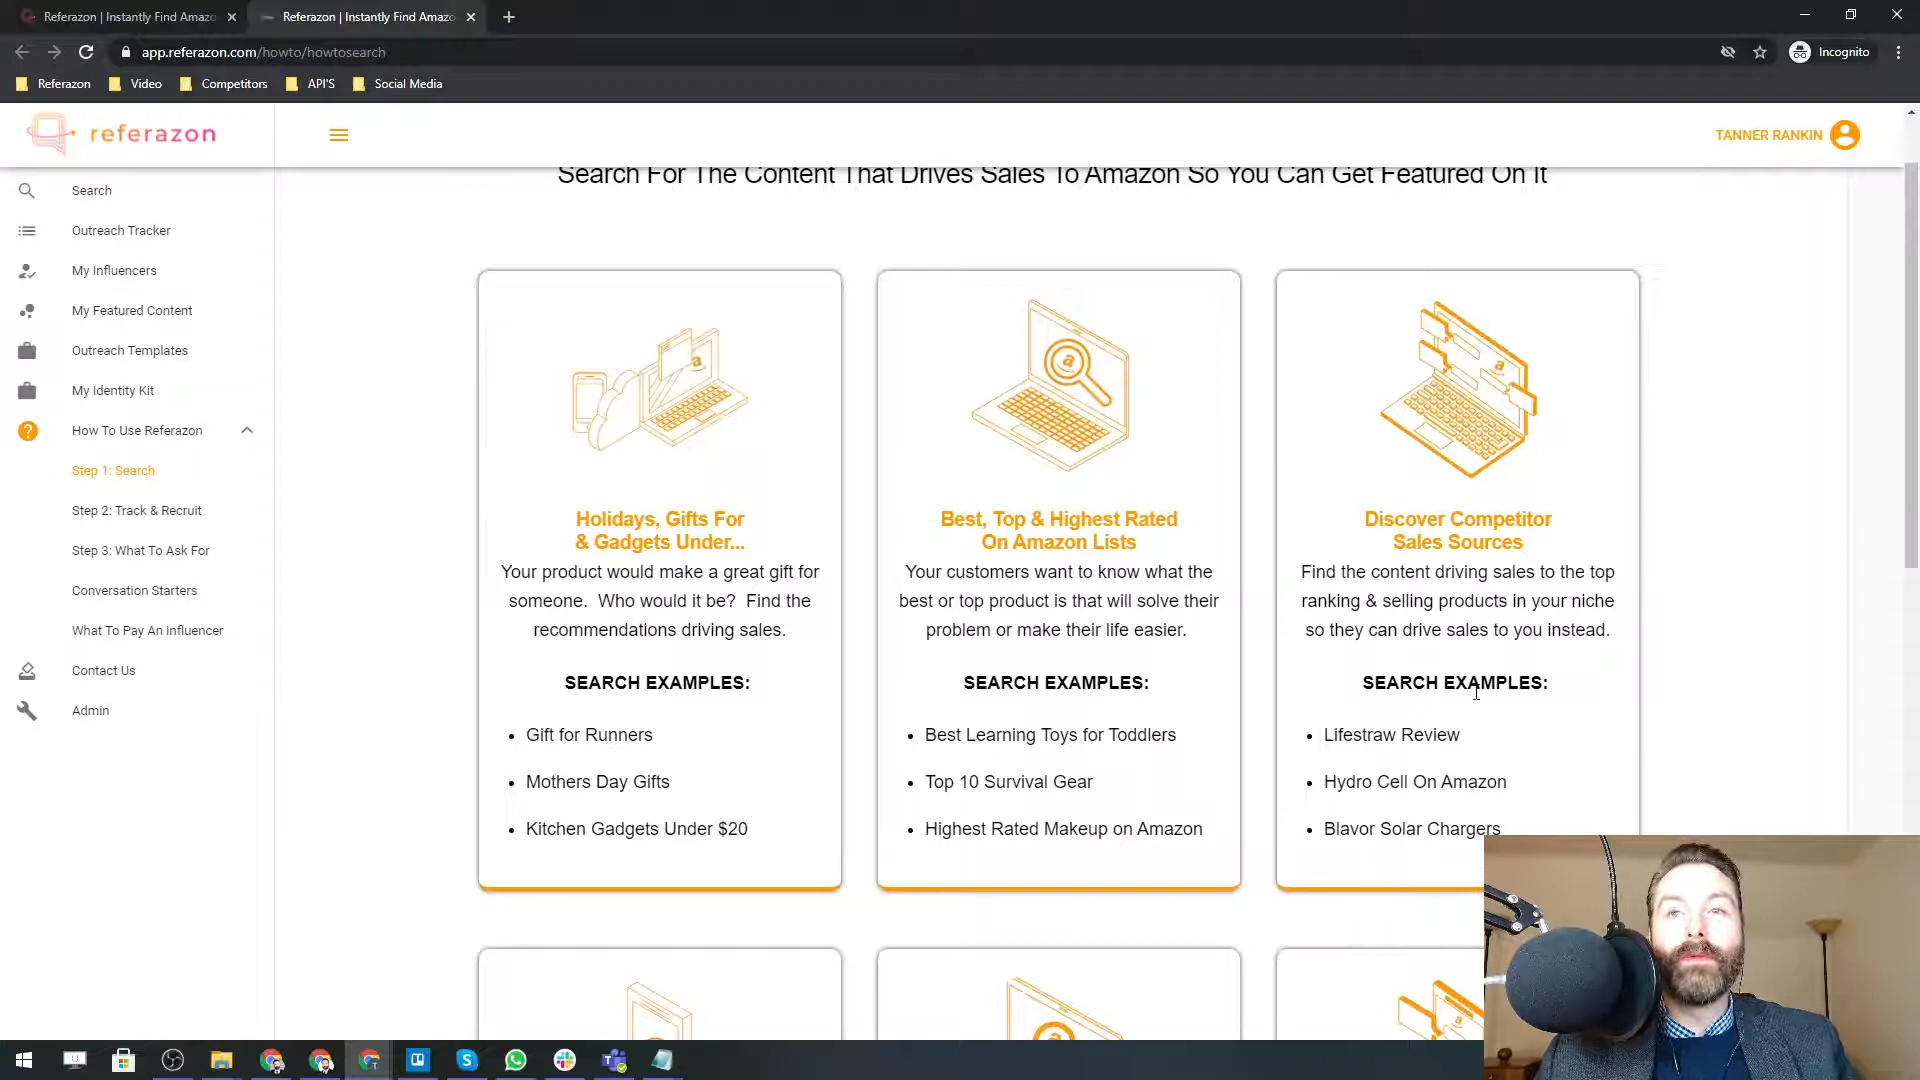 Referazon | Instantly Find Amazo
Referazon | Instantly Find Amazo
app.referazon.com/howto/howtosearch
Incognito
Referazon
Video
Competitors
API'S
Social Media
referazon
TANNER RANKIN
Search
Outreach Tracker
My Influencers
My Featured Content
Outreach Templates
My Identity Kit
How To Use Referazon
Step 1: Search
Step 2: Track & Recruit
Step 3: What To Ask For
Conversation Starters
What To Pay An Influencer
Contact Us
Admin
Search For The Content That Drives Sales To Amazon So You Can Get Featured On It
Holidays, Gifts For
& Gadgets Under...
Your product would make a great gift for
someone. Who would it be? Find the
recommendations driving sales.
SEARCH EXAMPLES:
• Gift for Runners
• Mothers Day Gifts
• Kitchen Gadgets Under $20
Best, Top & Highest Rated
On Amazon Lists
Your customers want to know what the
best or top product is that will solve their
problem or make their life easier.
SEARCH EXAMPLES:
• Best Learning Toys for Toddlers
• Top 10 Survival Gear
• Highest Rated Makeup on Amazon
Discover Competitor
Sales Sources
Find the content driving sales to the top
ranking & selling products in your niche
so they can drive sales to you instead.
SEARCH EXAMPLES:
• Lifestraw Review
• Hydro Cell On Amazon
• Blavor Solar Chargers